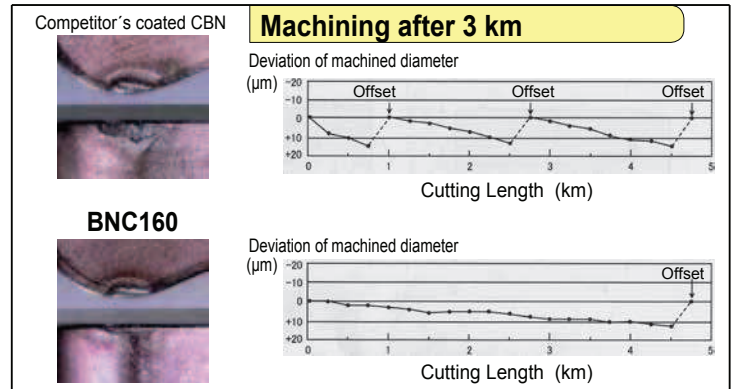 Competitor´s coated CBN
Machining after 3 km
Deviation of machined diameter
(µm)
-20
-10
0
+10
+20
Offset Offset Offset
0 1 2 3 4 5
Cutting Length (km)
BNC160
Deviation of machined diameter
(µm)
-20
-10
0
+10
+20
Offset
0 1 2 3 4 5
Cutting Length (km)